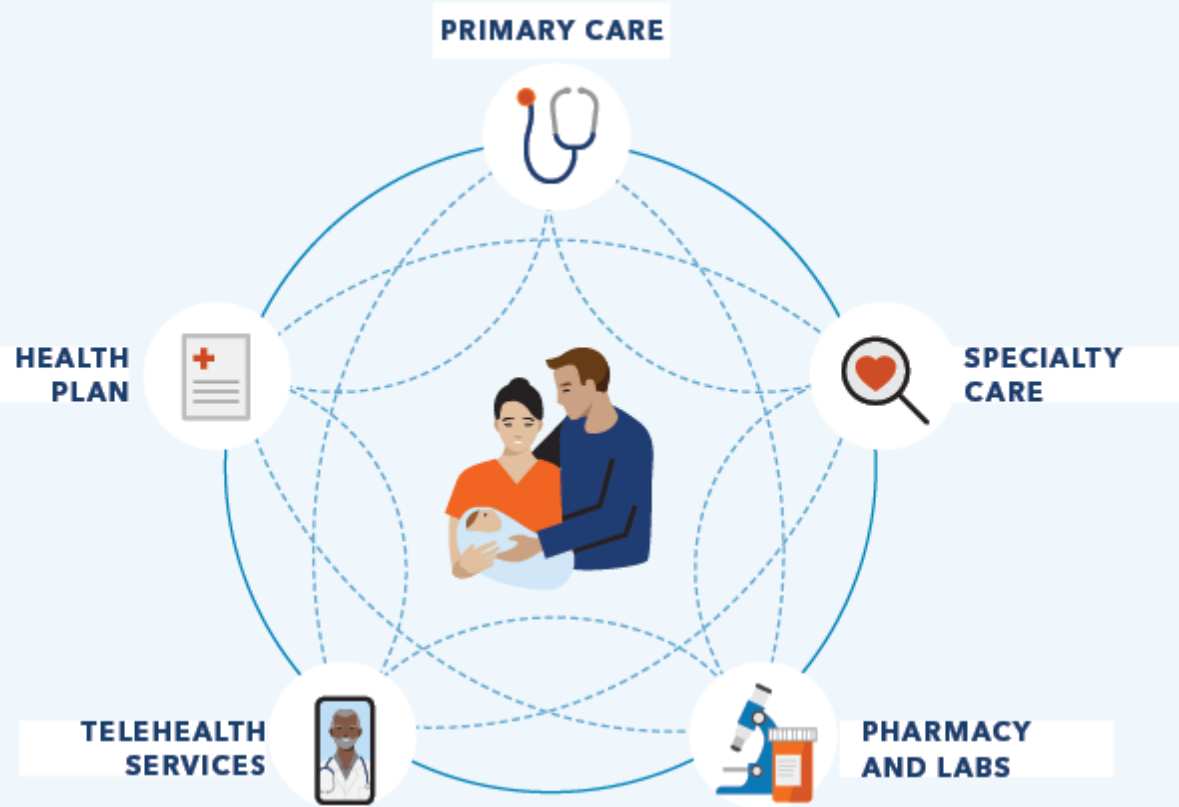 PRIMARY CARE
HEALTH
PLAN
SPECIALTY
CARE
TELEHEALTH
SERVICES
PHARMACY
AND LABS